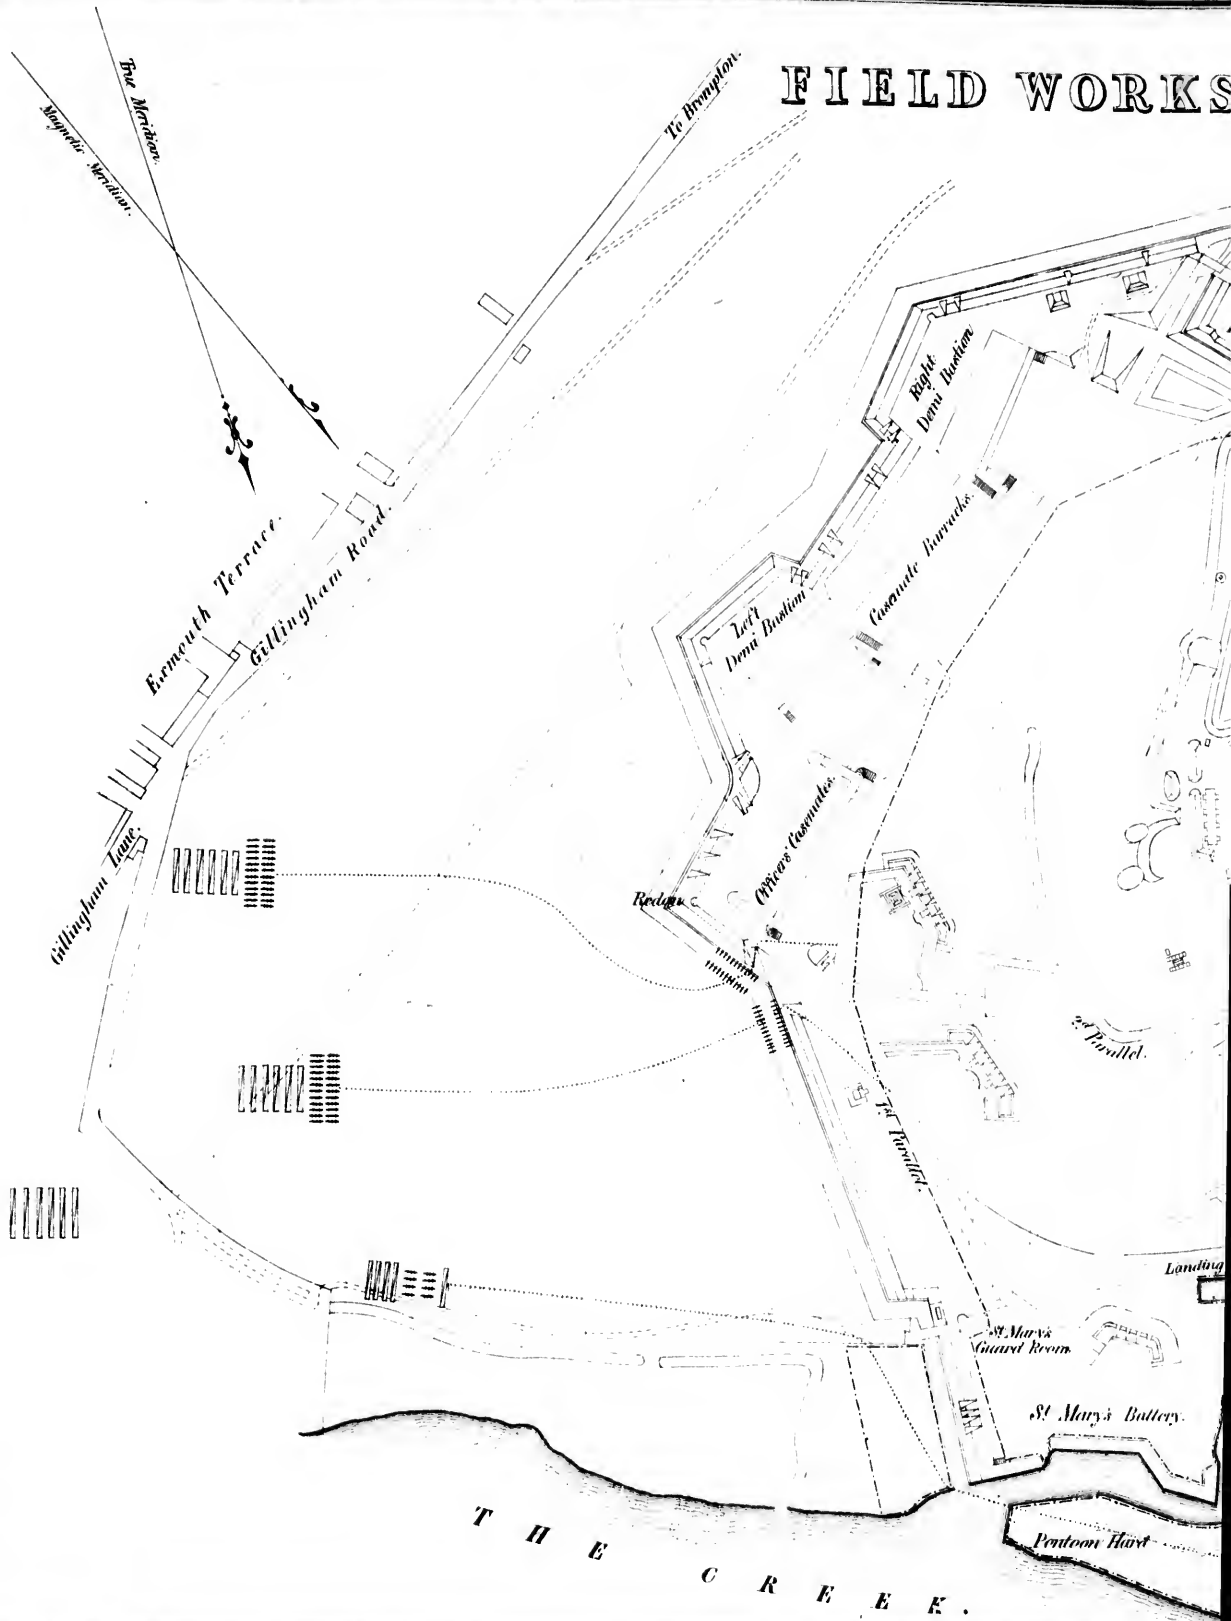 FIELD WORKS
True Meridian.
Magnetic Meridian.
To Brompton.
Right
Demi Bastion
Exmouth Terrace.
Gillingham Road.
Casemate Barracks.
Left
Demi Bastion
Gillingham Lane.
Officers' Casemates.
Redan
2nd Parallel.
1st Parallel.
Landing
St Mary's
Guard Room.
St Mary's Battery.
THE CREEK.
Pontoon Hard